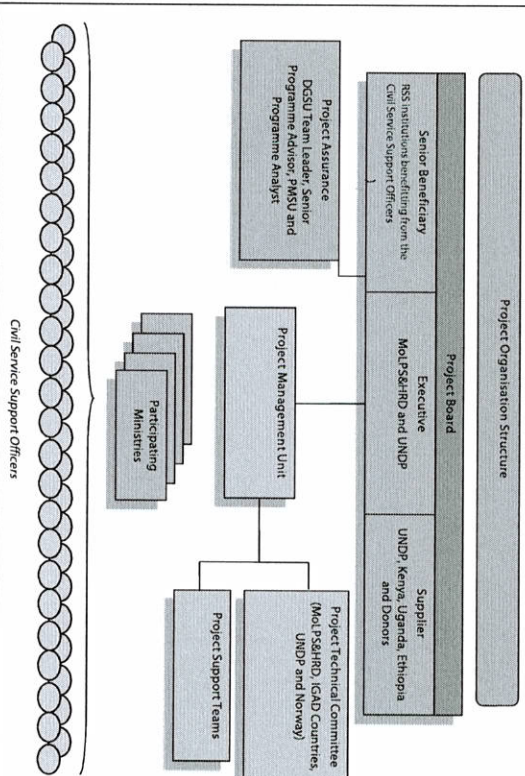 Project Organisation Structure
Project Board
Senior Beneficiary
RSS institutions benefitting from the
Civil Service Support Officers
)
Executive
MoLPS&HRD and UNDP
Supplier
UNDP, Kenya, Uganda, Ethiopia
and Donors
Project Assurance
DGSU Team Leader, Senior
Programme Advisor, PMSU and
Programme Analyst
Project Management Unit
Project Technical Committee
(MoLPS&HRD, IGAD Countries,
UNDP and Norway)
Project Support Teams
Participating
Ministries
Civil Service Support Officers